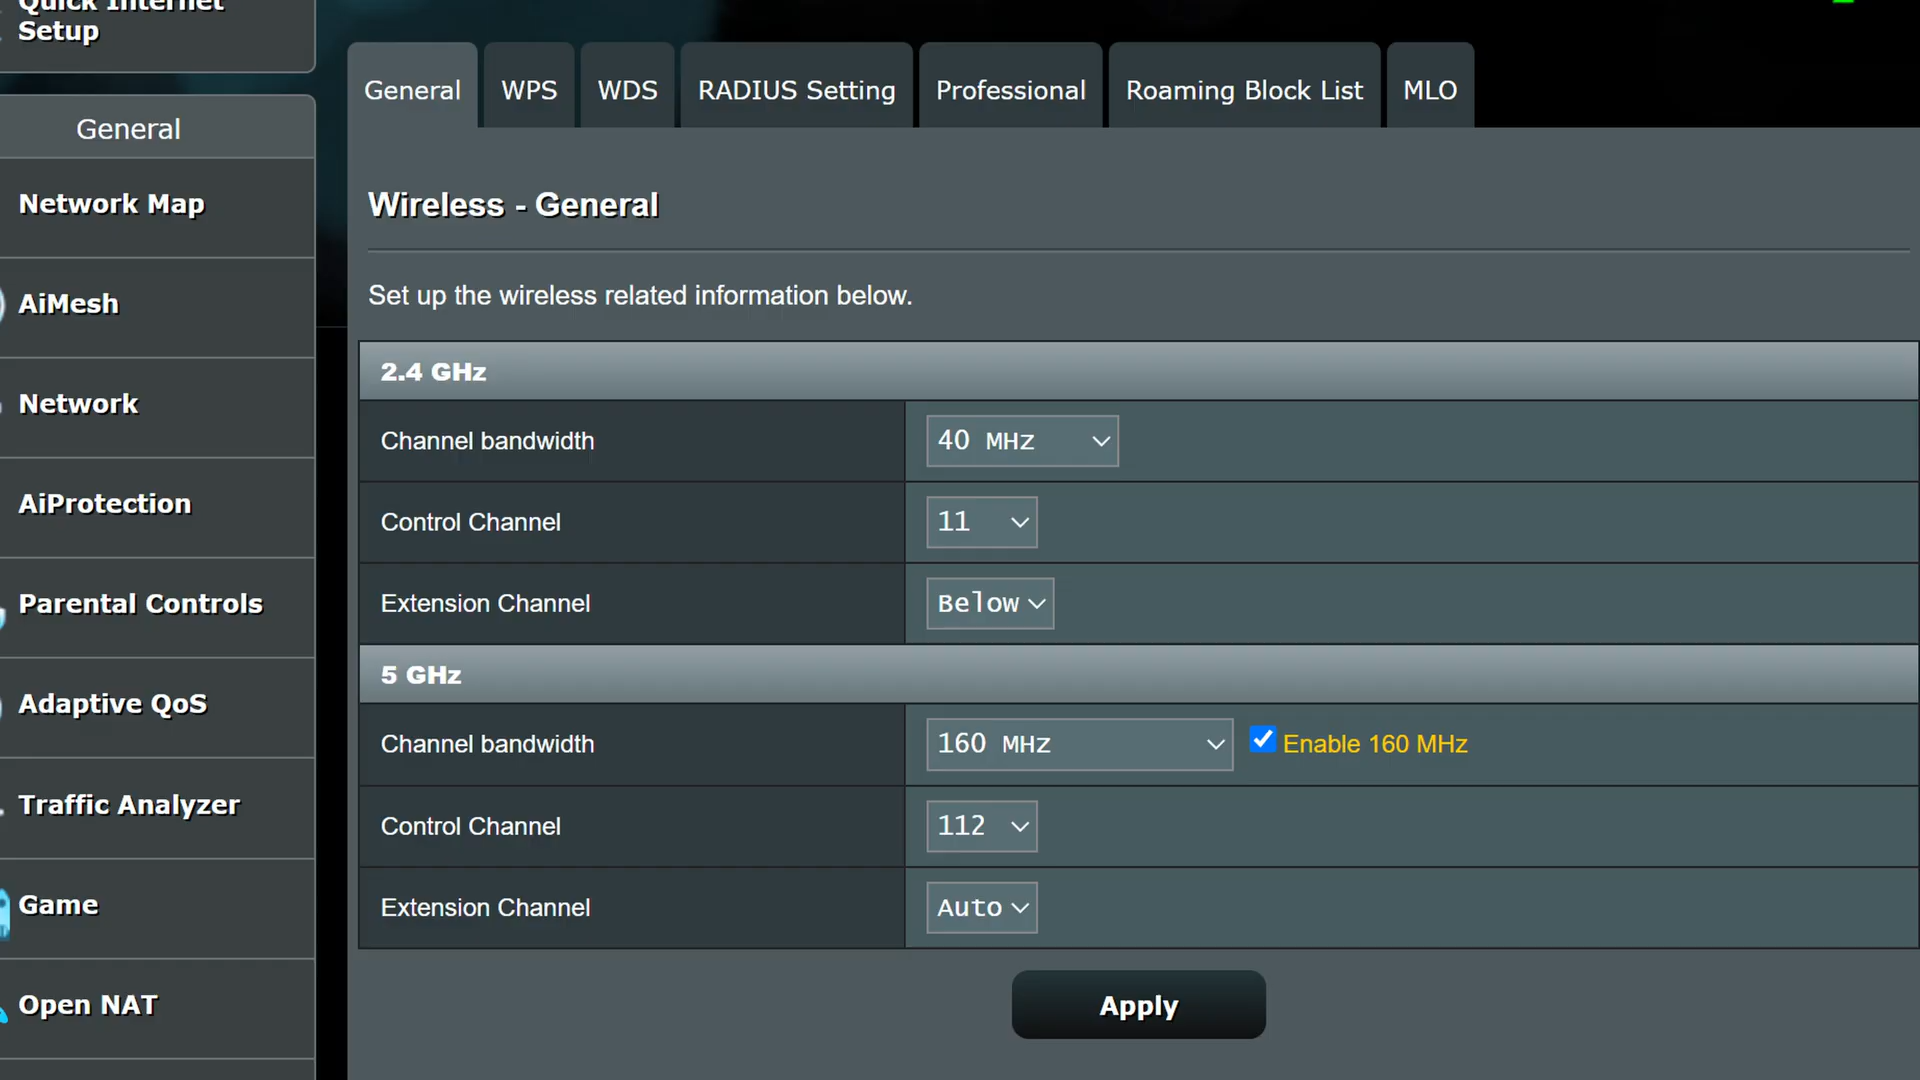 Quick Internet
Setup
General
Network Map
AiMesh
Network
AiProtection
Parental Controls
Adaptive QoS
Traffic Analyzer
Game
Open NAT
General
WPS
WDS
RADIUS Setting
Professional
Roaming Block List
MLO
Wireless - General
Set up the wireless related information below.
2.4 GHz
Channel bandwidth 40 MHz
Control Channel 11
Extension Channel Below
5 GHz
Channel bandwidth 160 MHz Enable 160 MHz
Control Channel 112
Extension Channel Auto
Apply